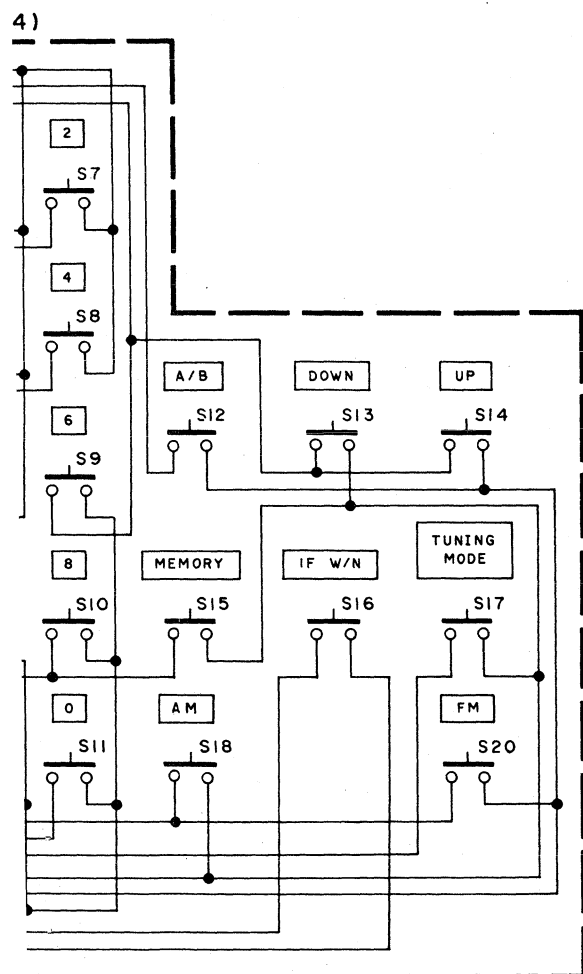 4)
2
S7
4
S8
A/B
DOWN
UP
6
S12
S13
S14
S9
TUNING
MODE
8
MEMORY
IF W/N
S10
S15
S16
S17
0
AM
FM
S11
S18
S20